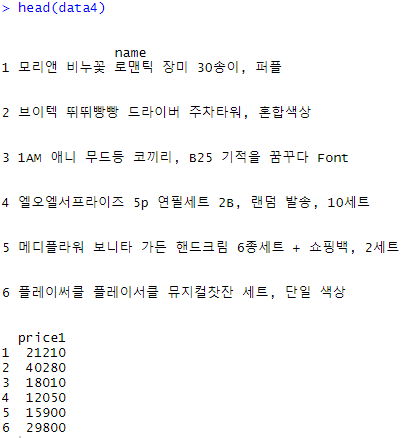 > head(data4)
name
1 모리앤 비누꽃 로맨틱 장미 30송이, 퍼플
2 브이텍 뛰뛰빵빵 드라이버 주차타워, 혼합색상
3 1AM 애니 무드등 코끼리, B25 기적을 꿈꾸다 Font
4 엘오엘서프라이즈 5p 연필세트 2B, 랜덤 발송, 10세트
5 메디플라워 보니타 가든 핸드크림 6종세트 + 쇼핑백, 2세트
6 플레이써클 플레이서클 뮤지컬찻잔 세트, 단일 색상
price1
1 21210
2 40280
3 18010
4 12050
5 15900
6 29800